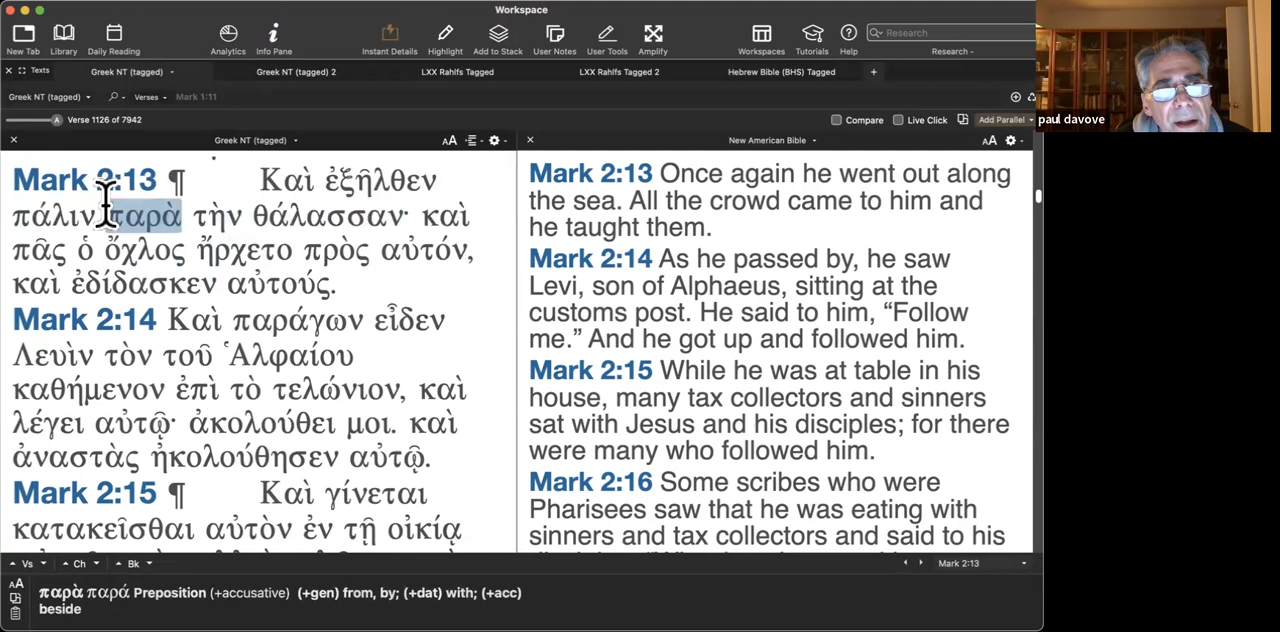 Workspace
New Tab Library Daily Reading Analytics Info Pane Instant Details Highlight Add to Stack User Notes User Tools Amplify Workspaces Tutorials Help Research
Research
Texts Greek NT (tagged) Greek NT (tagged) 2 LXX Rahlfs Tagged LXX Rahlfs Tagged 2 Hebrew Bible (BHS) Tagged +
Greek NT (tagged) Verses Mark 1:11
Verse 1126 of 7942 Compare Live Click Add Parallel
paul davove
Greek NT (tagged)
Mark 2:13 ¶ Καὶ ἐξῆλθεν
πάλιν παρὰ τὴν θάλασσαν· καὶ
πᾶς ὁ ὄχλος ἤρχετο πρὸς αὐτόν,
καὶ ἐδίδασκεν αὐτούς.
Mark 2:14 Καὶ παράγων εἶδεν
Λευὶν τὸν τοῦ Ἁλφαίου
καθήμενον ἐπὶ τὸ τελώνιον, καὶ
λέγει αὐτῷ· ἀκολούθει μοι. καὶ
ἀναστὰς ἠκολούθησεν αὐτῷ.
Mark 2:15 ¶ Καὶ γίνεται
κατακεῖσθαι αὐτὸν ἐν τῇ οἰκίᾳ
New American Bible
Mark 2:13 Once again he went out along
the sea. All the crowd came to him and
he taught them.
Mark 2:14 As he passed by, he saw
Levi, son of Alphaeus, sitting at the
customs post. He said to him, “Follow
me.” And he got up and followed him.
Mark 2:15 While he was at table in his
house, many tax collectors and sinners
sat with Jesus and his disciples; for there
were many who followed him.
Mark 2:16 Some scribes who were
Pharisees saw that he was eating with
sinners and tax collectors and said to his
Vs Ch Bk Mark 2:13
παρὰ παρά Preposition (+accusative) (+gen) from, by; (+dat) with; (+acc)
beside